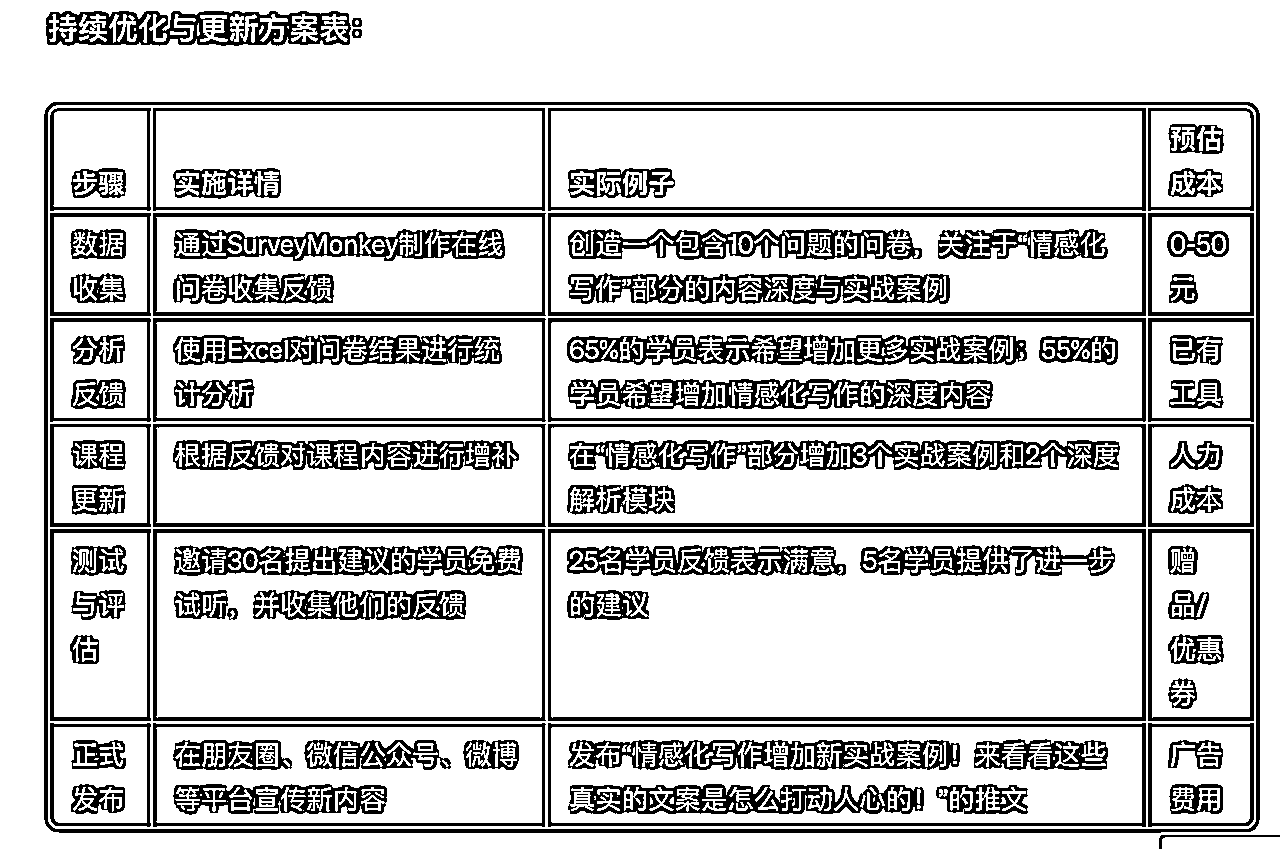 持续优化与更新方案表：
预估
步骤 实施详情 实际例子 成本
数据 通过SurveyMonkey制作在线 创造一个包含10个问题的问卷，关注于“情感化 0-50
收集 问卷收集反馈 写作”部分的内容深度与实战案例 元
分析 使用Excel对问卷结果进行统 65%的学员表示希望增加更多实战案例；55%的 已有
反馈 计分析 学员希望增加情感化写作的深度内容 工具
课程 根据反馈对课程内容进行增补 在“情感化写作”部分增加3个实战案例和2个深度 人力
更新 解析模块 成本
测试 邀请30名提出建议的学员免费 25名学员反馈表示满意，5名学员提供了进一步 赠
与评 试听，并收集他们的反馈 的建议 品/
估 优惠
券
正式 在朋友圈、微信公众号、微博 发布“情感化写作增加新实战案例！来看看这些 广告
发布 等平台宣传新内容 真实的文案是怎么打动人心的！”的推文 费用